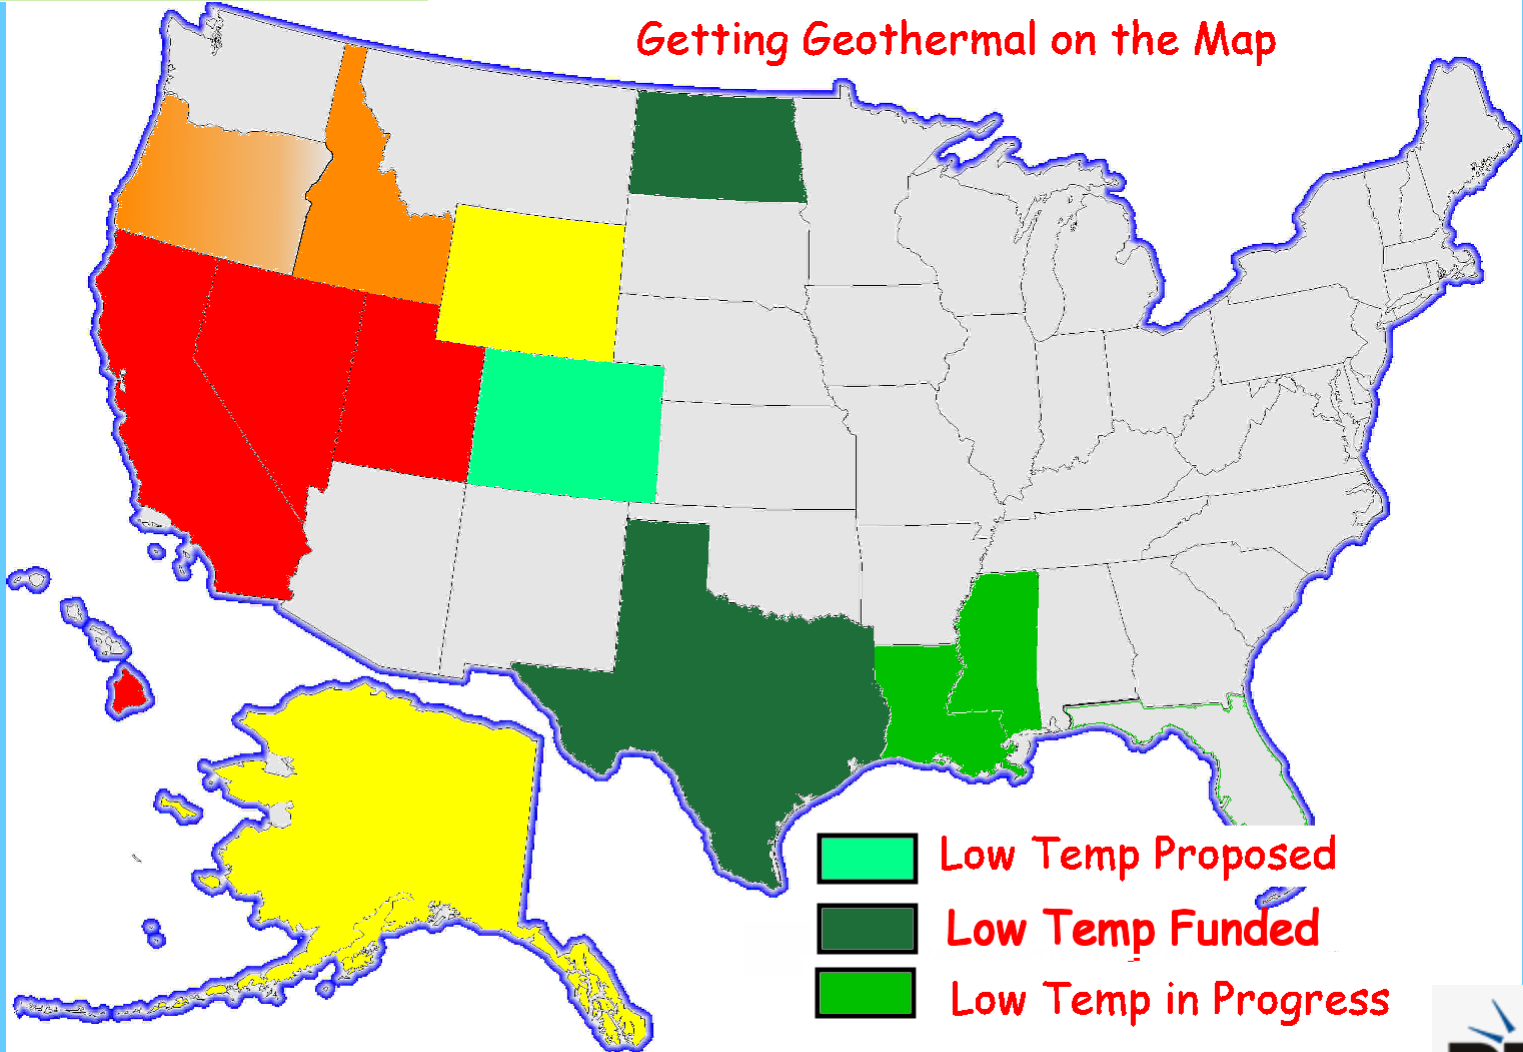 Getting Geothermal on the Map
Low Temp Proposed
Low Temp Funded
Low Temp in Progress